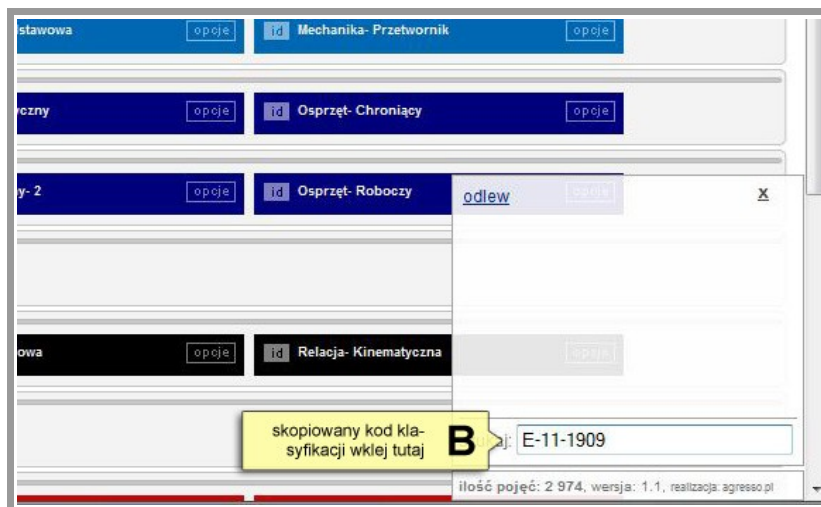 stawowa opcje id Mechanika- Przetwornik opcje
yczny opcje id Osprzęt- Chroniący opcje
y- 2 opcje id Osprzęt- Roboczy opcje
odlew x
owa opcje id Relacja- Kinematyczna opcje
skopiowany kod kla-
syfikacji wklej tutaj B
E-11-1909
ilość pojęć: 2 974, wersja: 1.1, realizacja: agresso.pl